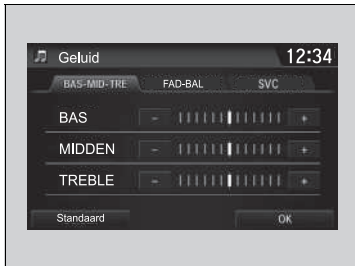 Geluid 12:34
BAS-MID-TRE FAD-BAL SVC
BAS - +
MIDDEN - +
TREBLE - +
Standaard OK